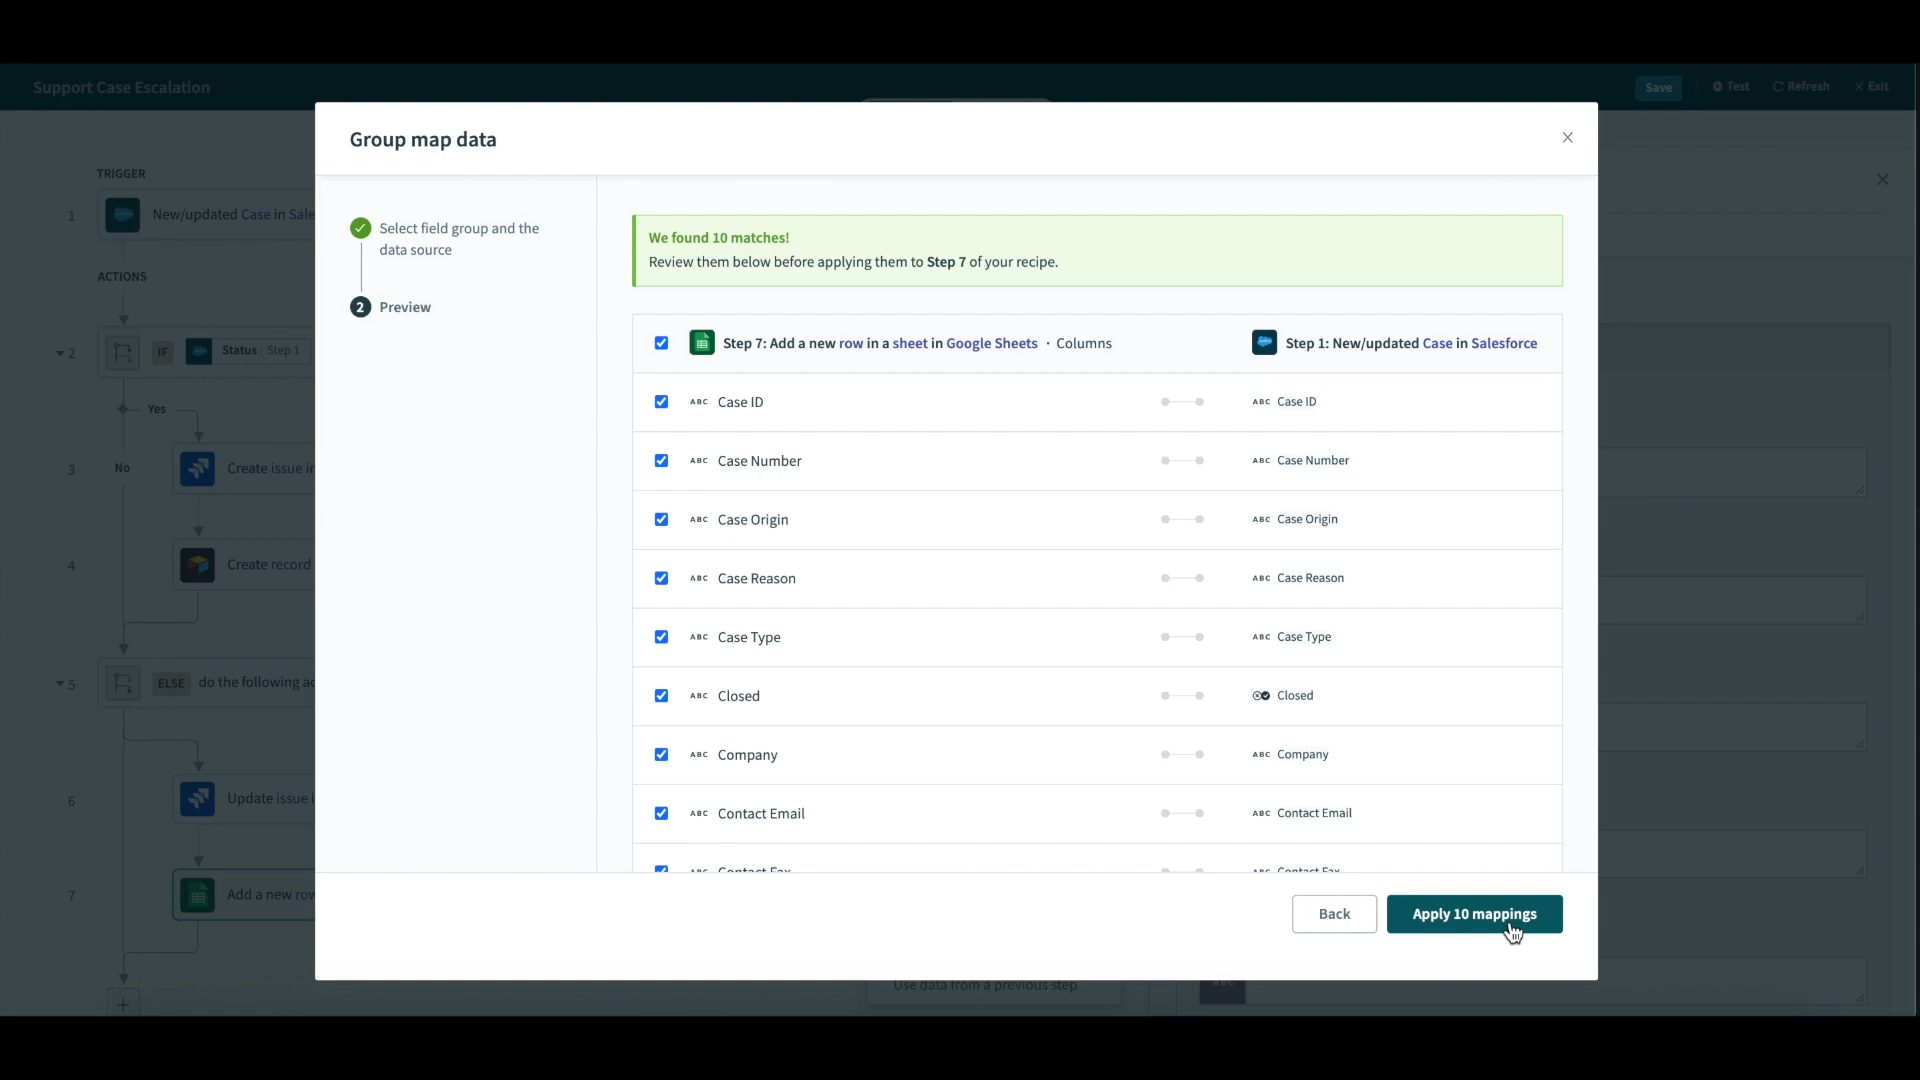 Support Case Escalation
Save
Test
Refresh
Exit
Group map data
TRIGGER
1
New/updated Case in Sale
ACTIONS
2
IF
Status
Step 1
Yes
No
3
Create issue in
4
Create record
5
ELSE
do the following ac
6
Update issue i
7
Add a new row
Select field group and the
data source
2
Preview
We found 10 matches!
Review them below before applying them to Step 7 of your recipe.
Step 7: Add a new row in a sheet in Google Sheets · Columns
Step 1: New/updated Case in Salesforce
ABC Case ID
ABC Case ID
ABC Case Number
ABC Case Number
ABC Case Origin
ABC Case Origin
ABC Case Reason
ABC Case Reason
ABC Case Type
ABC Case Type
ABC Closed
Closed
ABC Company
ABC Company
ABC Contact Email
ABC Contact Email
ABC Contact Fax
ABC Contact Fax
Back
Apply 10 mappings
Use data from a previous step
ABC